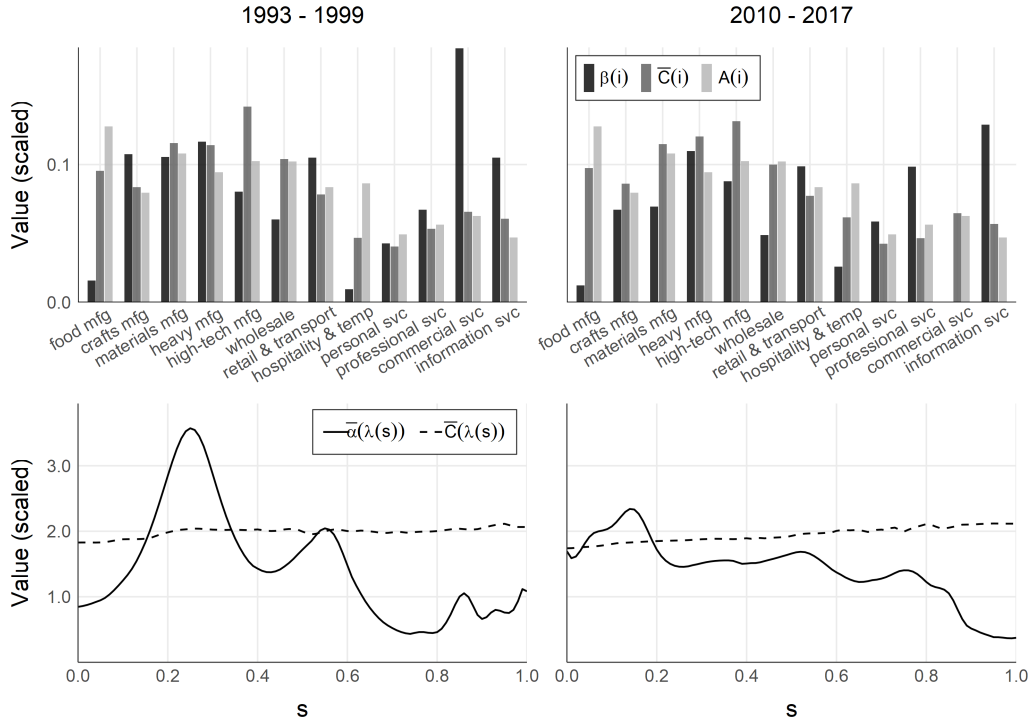 1993 - 1999
2010 - 2017
Value (scaled)
0.1
0.0
β(i) C̅(i) A(i)
food mfg
crafts mfg
materials mfg
heavy mfg
high-tech mfg
wholesale
retail & transport
hospitality & temp
personal svc
professional svc
commercial svc
information svc
food mfg
crafts mfg
materials mfg
heavy mfg
high-tech mfg
wholesale
retail & transport
hospitality & temp
personal svc
professional svc
commercial svc
information svc
α̅(λ(s)) C̅(λ(s))
Value (scaled)
3.0
2.0
1.0
0.0 0.2 0.4 0.6 0.8 1.0
0.0 0.2 0.4 0.6 0.8 1.0
s
s